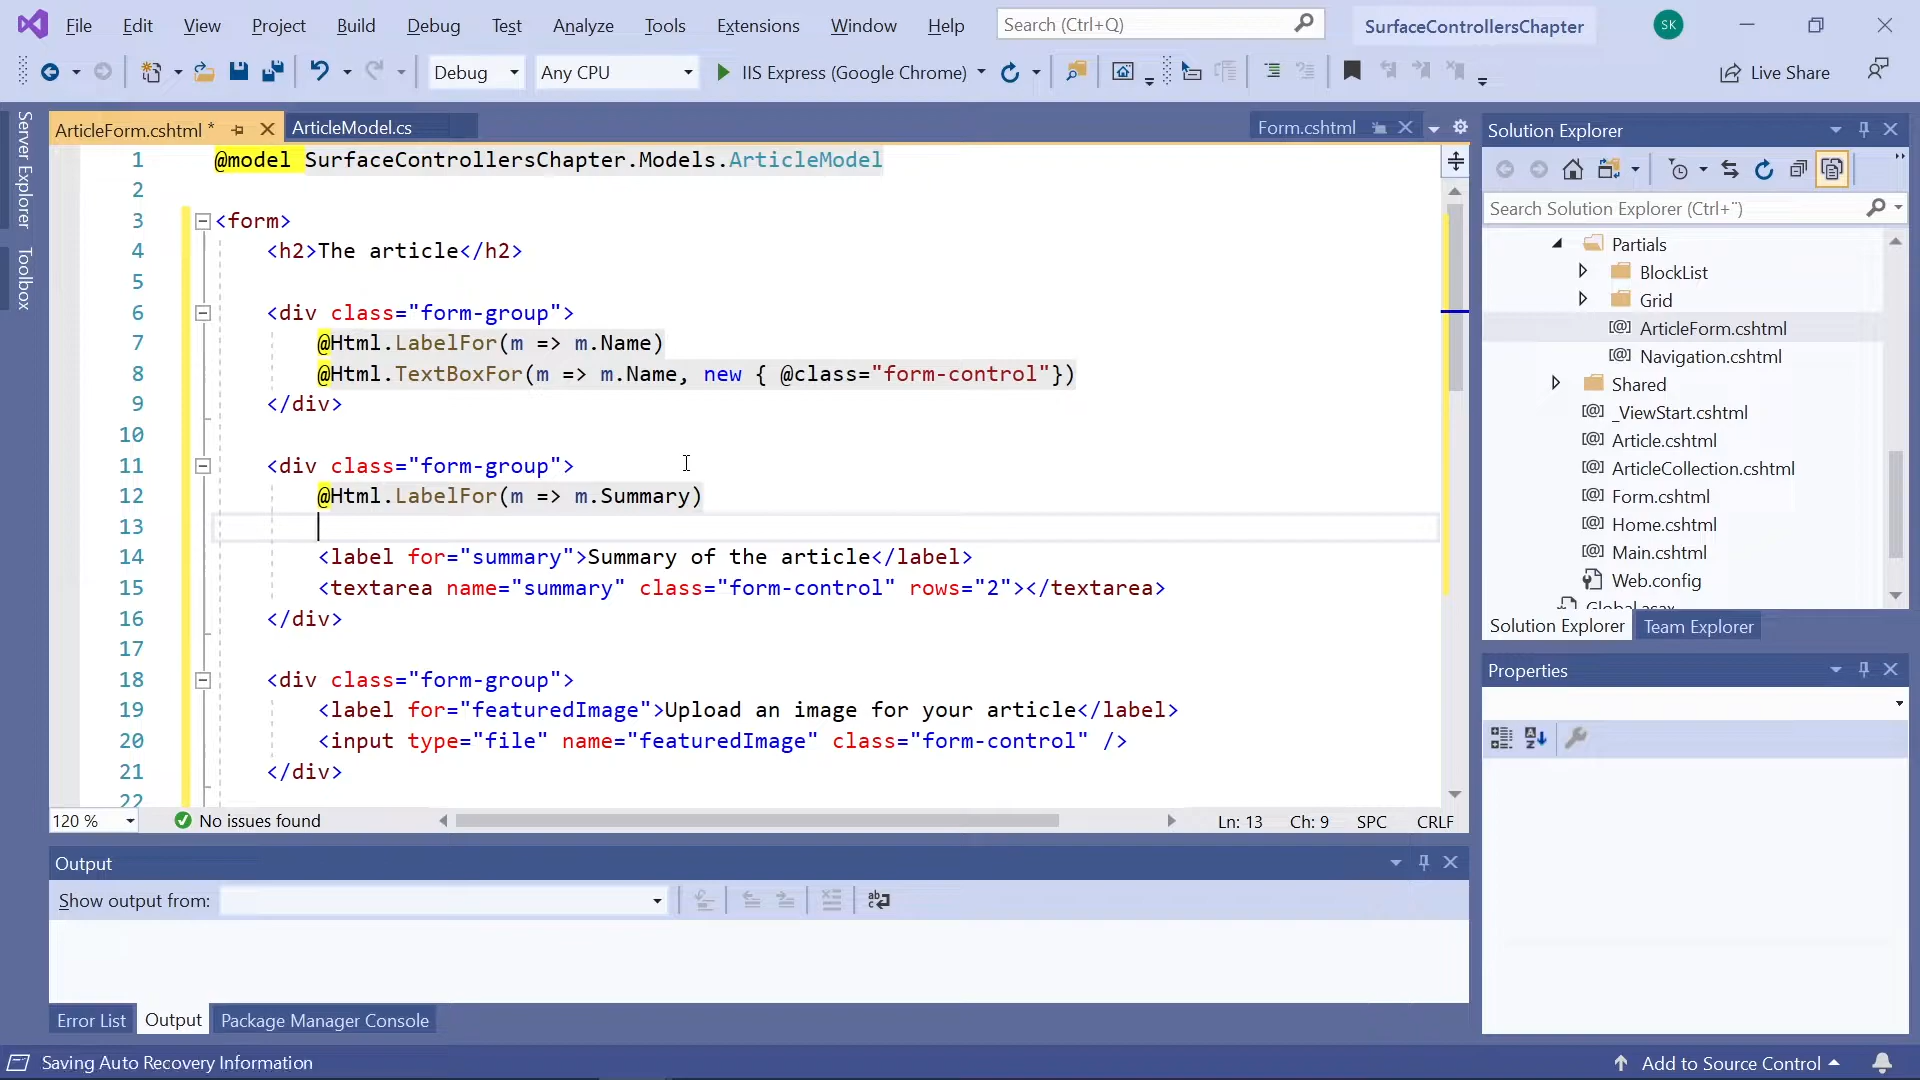 File Edit View Project Build Debug Test Analyze Tools Extensions Window Help Search (Ctrl+Q) SurfaceControllersChapter SK
Debug Any CPU IIS Express (Google Chrome) Live Share
Server Explorer
Toolbox
ArticleForm.cshtml * ArticleModel.cs Form.cshtml
1 @model SurfaceControllersChapter.Models.ArticleModel
2
3 <form>
4 <h2>The article</h2>
5
6 <div class="form-group">
7 @Html.LabelFor(m => m.Name)
8 @Html.TextBoxFor(m => m.Name, new { @class="form-control"})
9 </div>
10
11 <div class="form-group">
12 @Html.LabelFor(m => m.Summary)
13
14 <label for="summary">Summary of the article</label>
15 <textarea name="summary" class="form-control" rows="2"></textarea>
16 </div>
17
18 <div class="form-group">
19 <label for="featuredImage">Upload an image for your article</label>
20 <input type="file" name="featuredImage" class="form-control" />
21 </div>
22
120 % No issues found Ln: 13 Ch: 9 SPC CRLF
Output
Show output from:
Error List Output Package Manager Console
Solution Explorer
Search Solution Explorer (Ctrl+¨)
Partials
BlockList
Grid
ArticleForm.cshtml
Navigation.cshtml
Shared
_ViewStart.cshtml
Article.cshtml
ArticleCollection.cshtml
Form.cshtml
Home.cshtml
Main.cshtml
Web.config
Global.asax
Solution Explorer Team Explorer
Properties
Saving Auto Recovery Information Add to Source Control